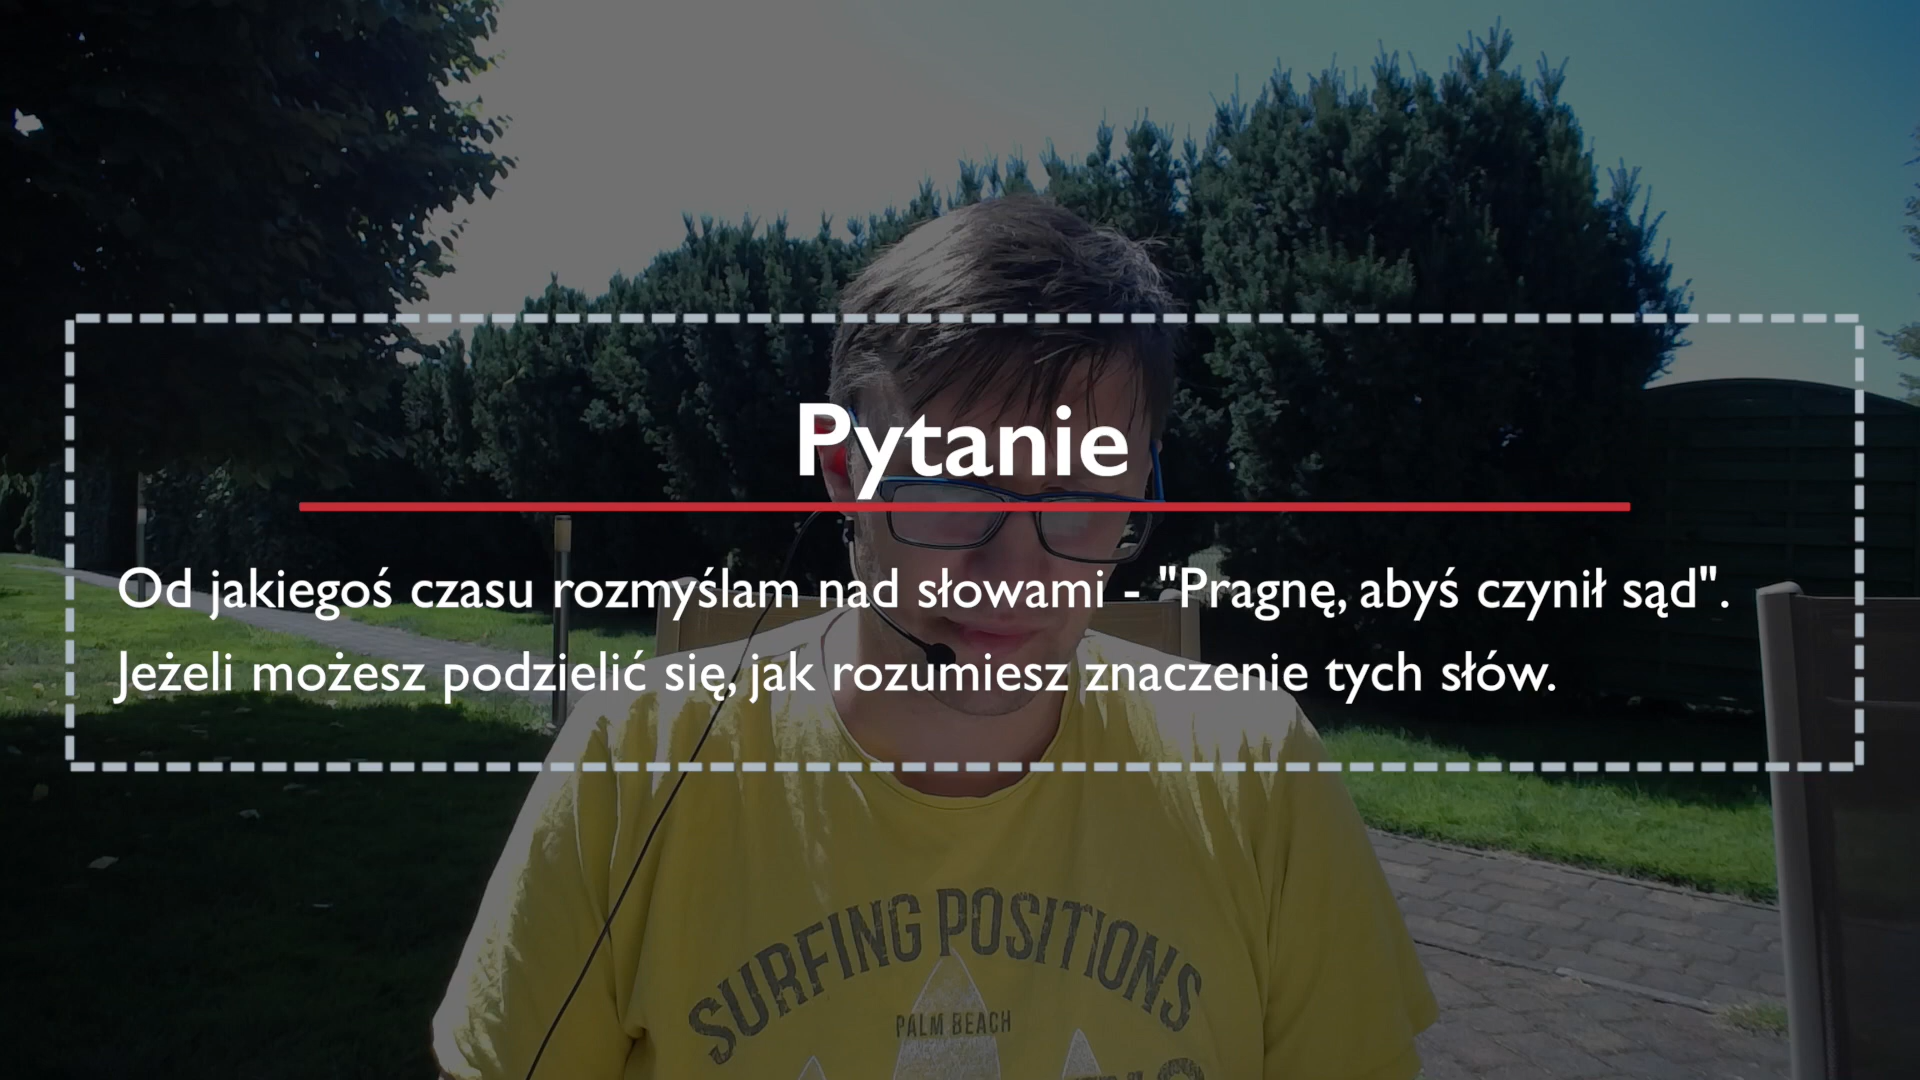 Pytanie
Od jakiegoś czasu rozmyślam nad słowami - "Pragnę, abyś czynił sąd".
Jeżeli możesz podzielić się, jak rozumiesz znaczenie tych słów.
SURFING POSITIONS
PALM BEACH